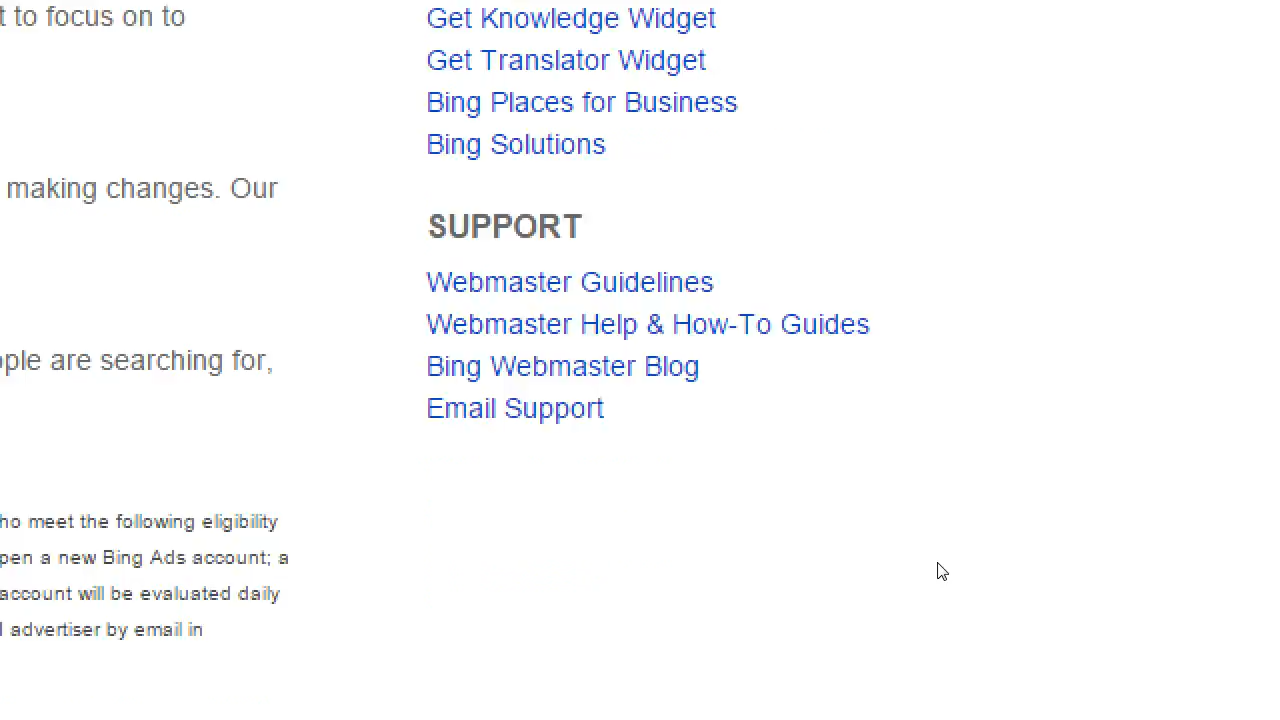 t to focus on to
making changes. Our
ople are searching for,
ho meet the following eligibility
pen a new Bing Ads account; a
account will be evaluated daily
advertiser by email in
Get Knowledge Widget
Get Translator Widget
Bing Places for Business
Bing Solutions
SUPPORT
Webmaster Guidelines
Webmaster Help & How-To Guides
Bing Webmaster Blog
Email Support